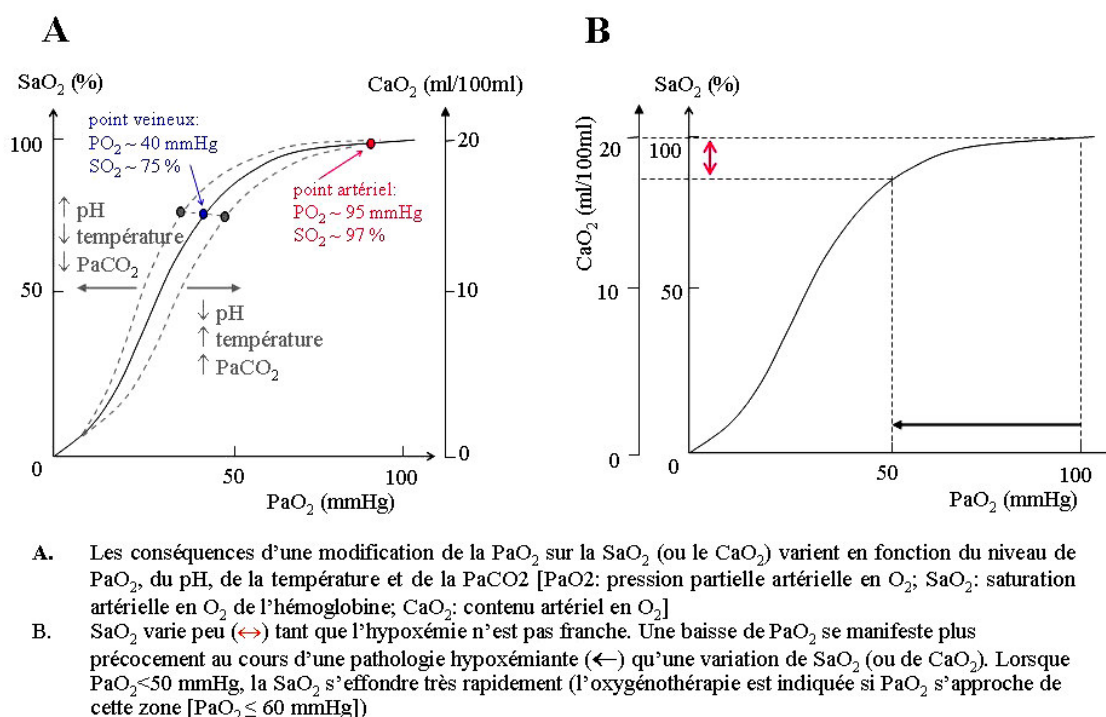 A
B
SaO₂ (%)
CaO₂ (ml/100ml)
100
50
0
point veineux:
PO₂ ~ 40 mmHg
SO₂ ~ 75 %
point artériel:
PO₂ ~ 95 mmHg
SO₂ ~ 97 %
↑ pH
↓ température
↓ PaCO₂
↓ pH
↑ température
↑ PaCO₂
20
10
0
50
100
PaO₂ (mmHg)
SaO₂ (%)
CaO₂ (ml/100ml)
20
10
0
100
50
0
50
100
PaO₂ (mmHg)
A. Les conséquences d’une modification de la PaO₂ sur la SaO₂ (ou le CaO₂) varient en fonction du niveau de
PaO₂, du pH, de la température et de la PaCO2 [PaO2: pression partielle artérielle en O₂; SaO₂: saturation
artérielle en O₂ de l’hémoglobine; CaO₂: contenu artériel en O₂]
B. SaO₂ varie peu (↔) tant que l’hypoxémie n’est pas franche. Une baisse de PaO₂ se manifeste plus
précocement au cours d’une pathologie hypoxémiante (←) qu’une variation de SaO₂ (ou de CaO₂). Lorsque
PaO₂<50 mmHg, la SaO₂ s’effondre très rapidement (l’oxygénothérapie est indiquée si PaO₂ s’approche de
cette zone [PaO₂ ≤ 60 mmHg])